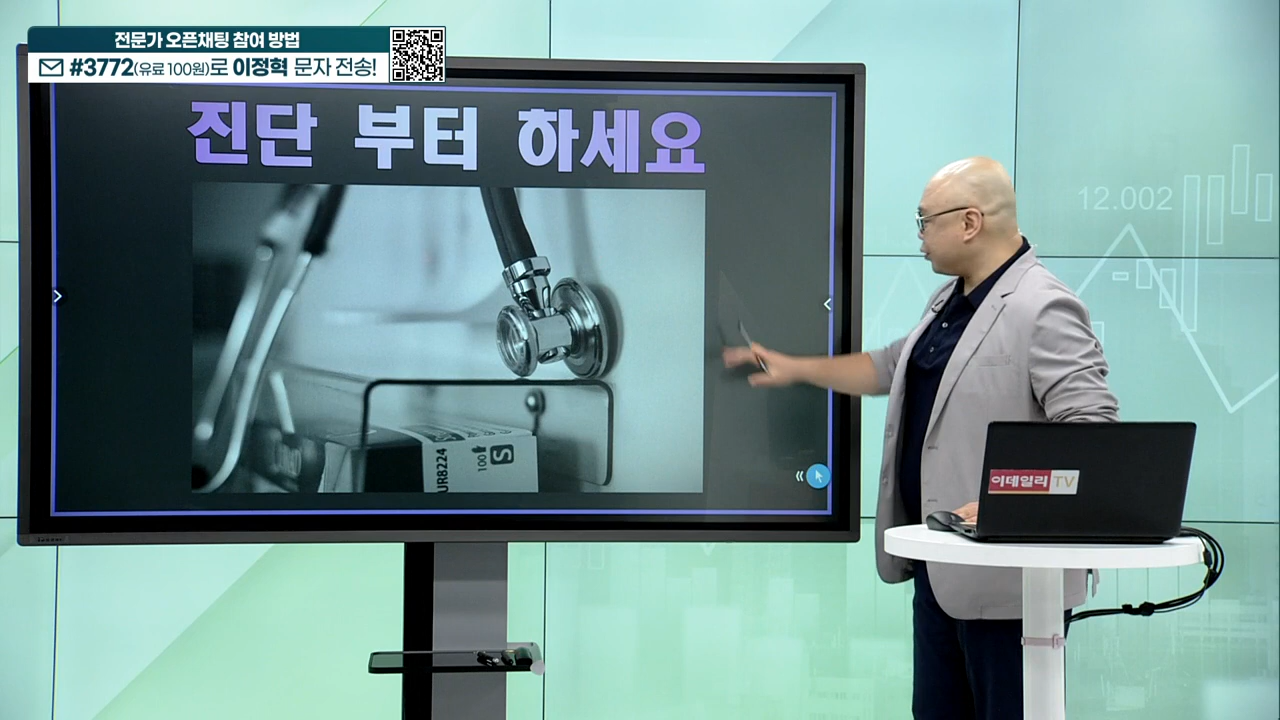 전문가 오픈채팅 참여 방법
#3772(유료 100원)로 이정혁 문자 전송!
진단 부터 하세요
12.002
UR8224
100
S
이데일리 TV